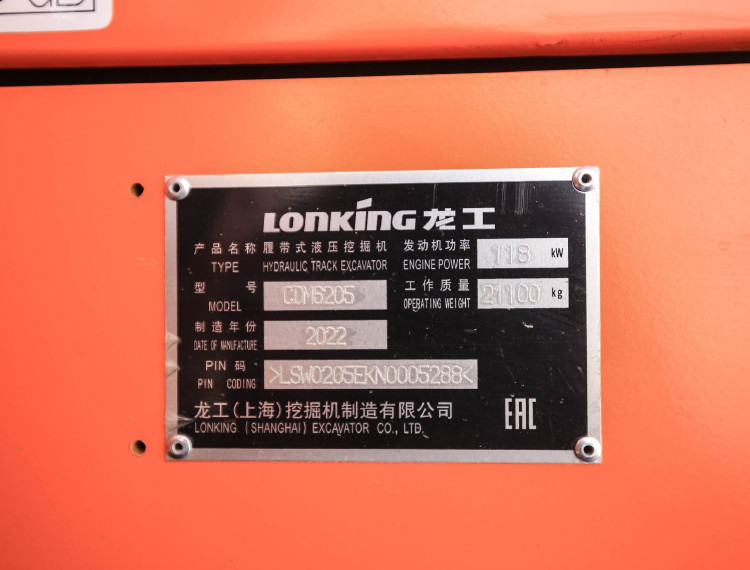 LONKING 龙工
产品名称 履带式液压挖掘机 发动机功率 118 kW
TYPE HYDRAULIC TRACK EXCAVATOR ENGINE POWER
型号 CDM6205 工作质量 21100 kg
MODEL OPERATING WEIGHT
制造年份 2022
DATE OF MANUFACTURE
PIN 码 >LSW0205EKN0005288<
PIN CODING
龙工(上海)挖掘机制造有限公司
LONKING (SHANGHAI) EXCAVATOR CO., LTD.
EAC